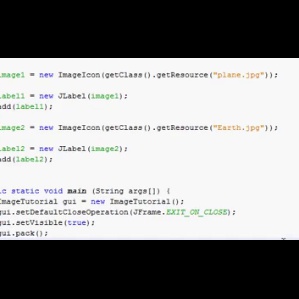 image1 = new ImageIcon(getClass().getResource("plane.jpg"));
label1 = new JLabel(image1);
add(label1);
image2 = new ImageIcon(getClass().getResource("Earth.jpg"));
label2 = new JLabel(image2);
add(label2);
ic static void main (String args[]) {
ImageTutorial gui = new ImageTutorial();
gui.setDefaultCloseOperation(JFrame.EXIT_ON_CLOSE);
gui.setVisible(true);
gui.pack();